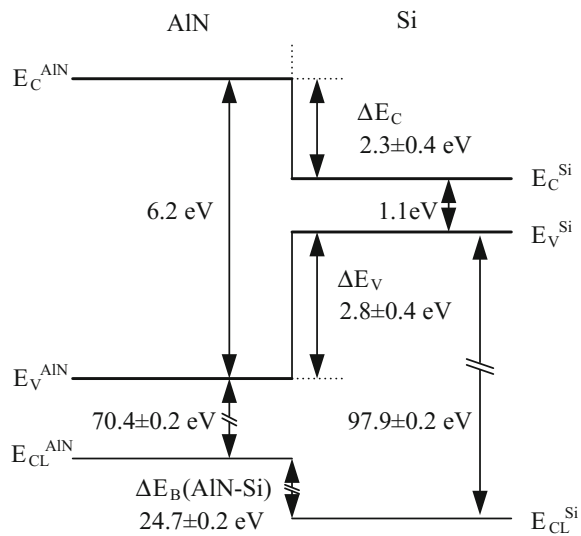 AlN Si
E_C^AlN
ΔE_C
2.3±0.4 eV
E_C^Si
6.2 eV
1.1eV
E_V^Si
ΔE_V
2.8±0.4 eV
E_V^AlN
70.4±0.2 eV
97.9±0.2 eV
E_CL^AlN
ΔE_B(AlN-Si)
24.7±0.2 eV
E_CL^Si